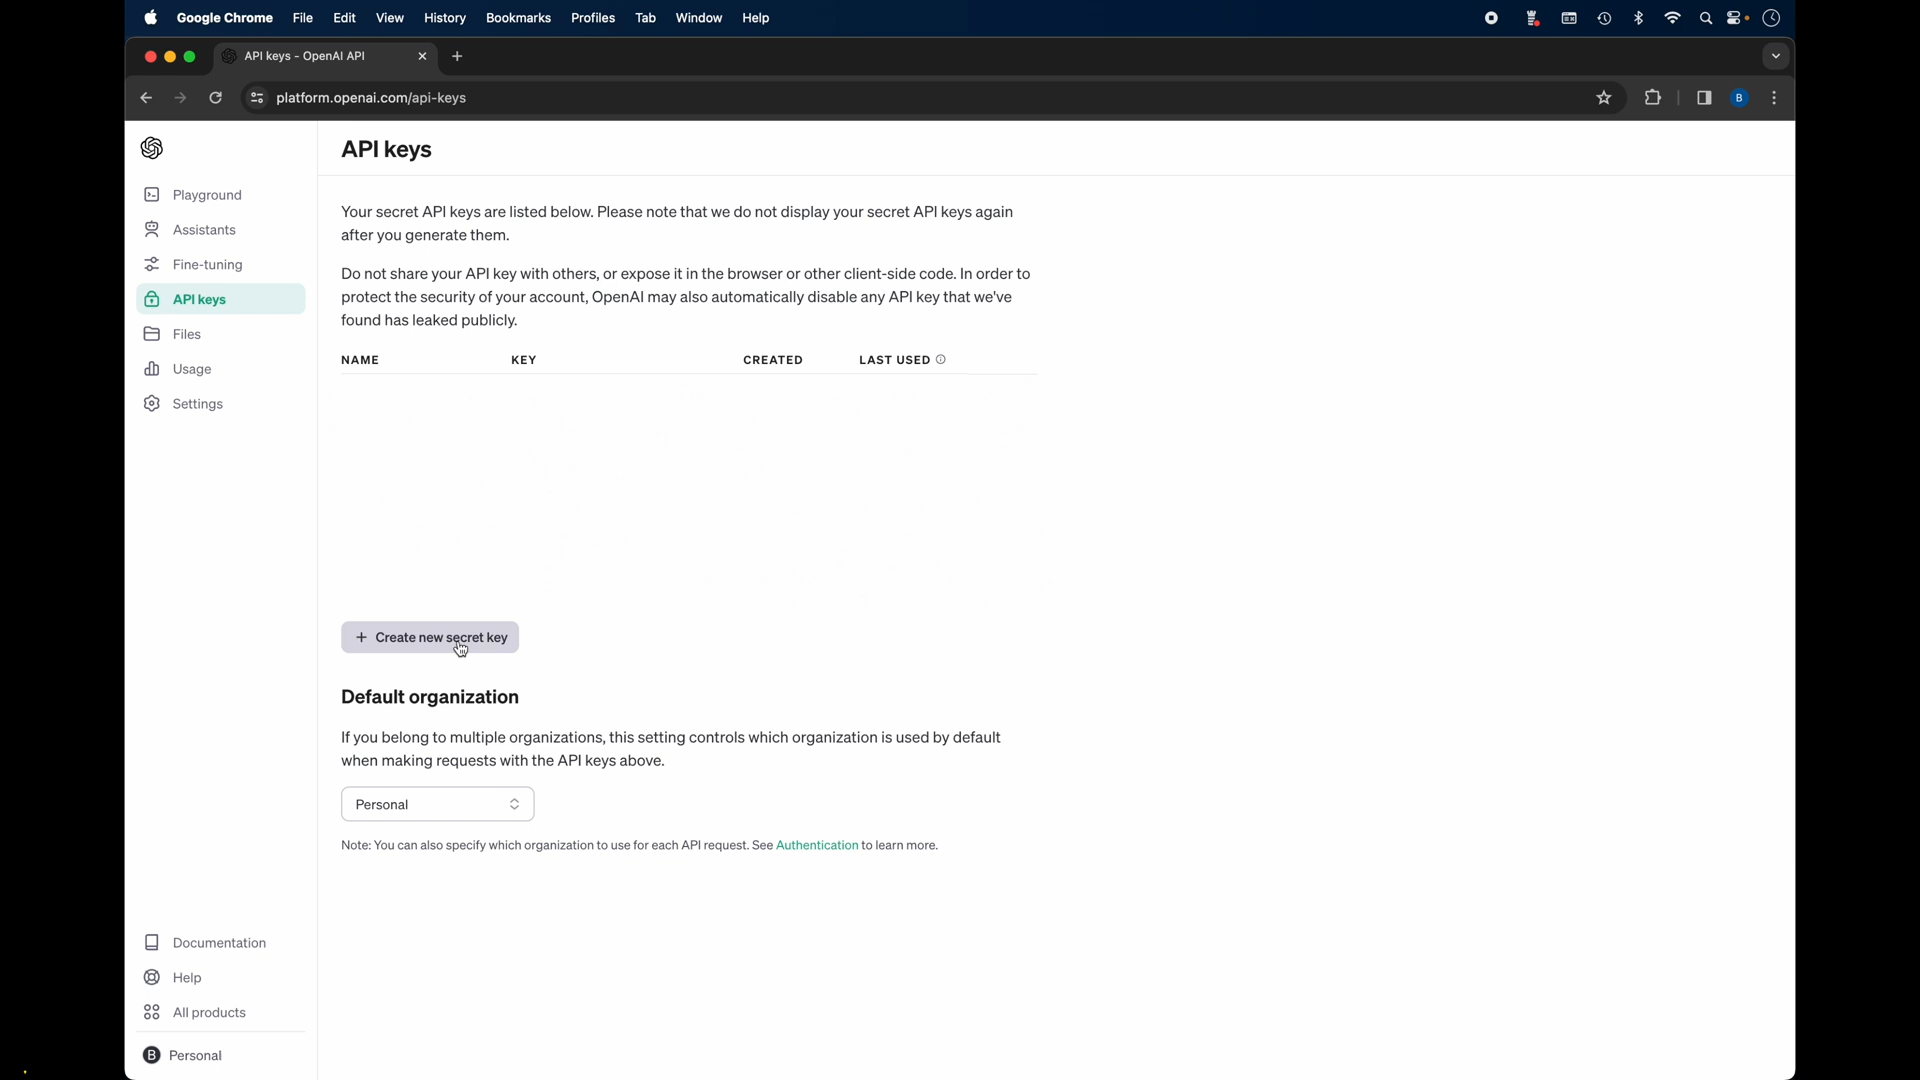 Google Chrome File Edit View History Bookmarks Profiles Tab Window Help
API keys - OpenAI API
platform.openai.com/api-keys
B
API keys
Playground
Assistants
Fine-tuning
API keys
Files
Usage
Settings
Your secret API keys are listed below. Please note that we do not display your secret API keys again
after you generate them.
Do not share your API key with others, or expose it in the browser or other client-side code. In order to
protect the security of your account, OpenAI may also automatically disable any API key that we've
found has leaked publicly.
NAME KEY CREATED LAST USED
+ Create new secret key
Default organization
If you belong to multiple organizations, this setting controls which organization is used by default
when making requests with the API keys above.
Personal
Note: You can also specify which organization to use for each API request. See Authentication to learn more.
Documentation
Help
All products
B Personal